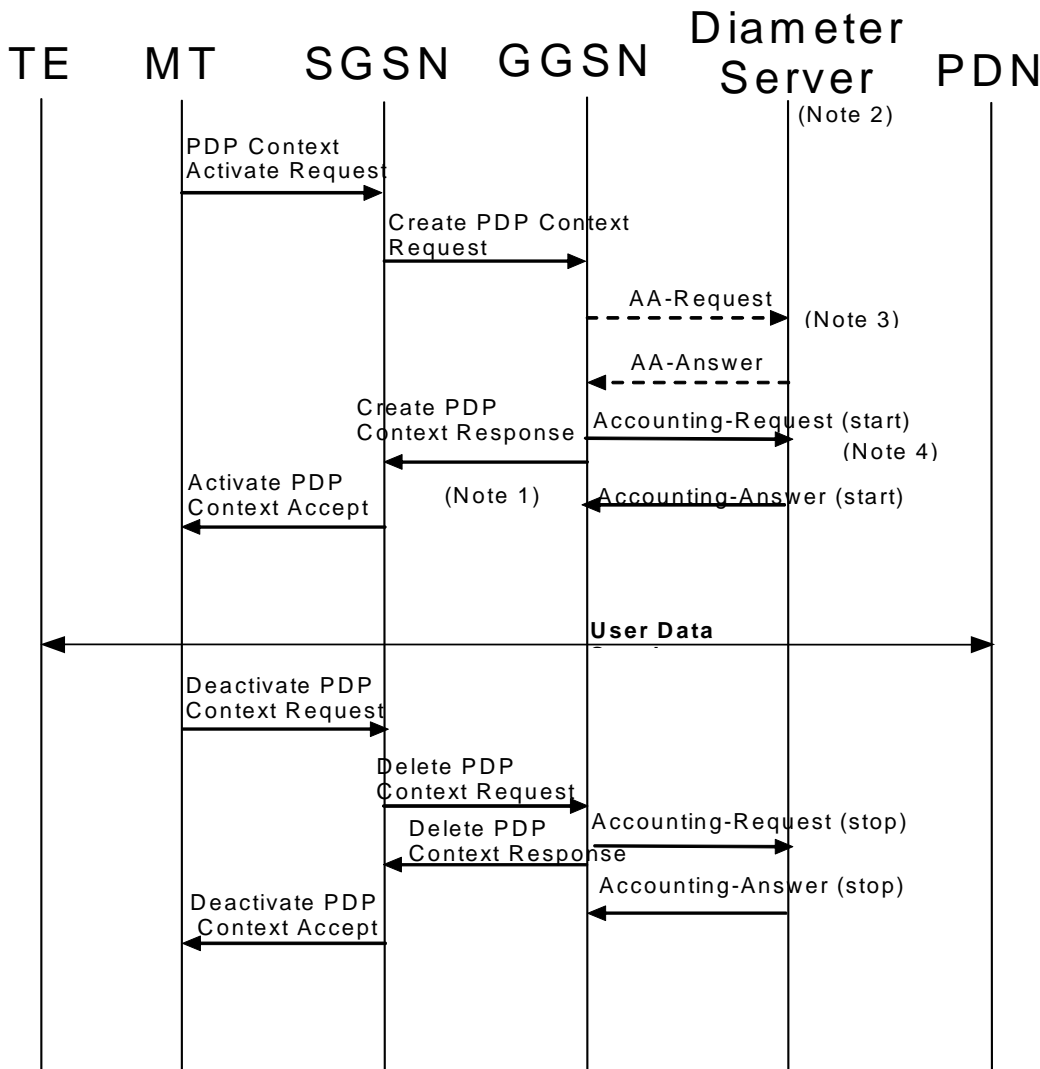 TE
MT
SGSN
GGSN
Diameter
Server
PDN
(Note 2)
PDP Context
Activate Request
Create PDP Context
Request
AA-Request
(Note 3)
AA-Answer
Create PDP
Context Response
Accounting-Request (start)
(Note 4)
Activate PDP
Context Accept
(Note 1)
Accounting-Answer (start)
User Data
Deactivate PDP
Context Request
Delete PDP
Context Request
Accounting-Request (stop)
Delete PDP
Context Response
Accounting-Answer (stop)
Deactivate PDP
Context Accept